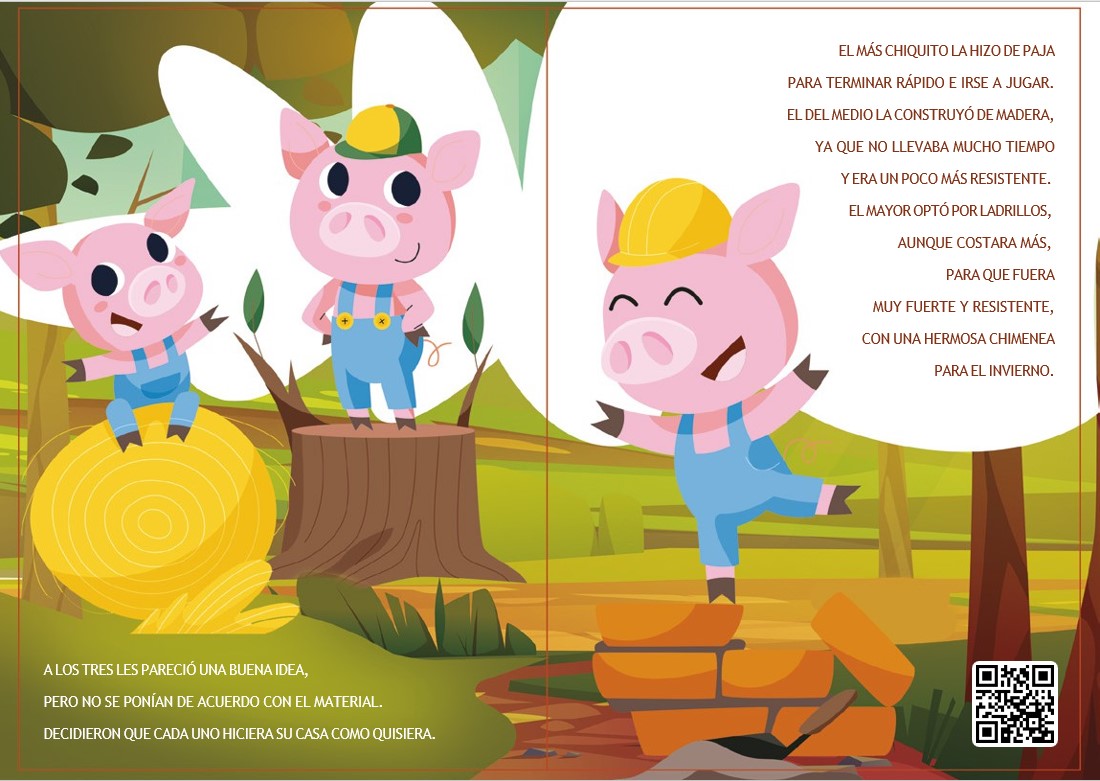 A LOS TRES LES PARECIÓ UNA BUENA IDEA,
PERO NO SE PONÍAN DE ACUERDO CON EL MATERIAL.
DECIDIERON QUE CADA UNO HICIERA SU CASA COMO QUISIERA.
EL MÁS CHIQUITO LA HIZO DE PAJA
PARA TERMINAR RÁPIDO E IRSE A JUGAR.
EL DEL MEDIO LA CONSTRUYÓ DE MADERA,
YA QUE NO LLEVABA MUCHO TIEMPO
Y ERA UN POCO MÁS RESISTENTE.
EL MAYOR OPTÓ POR LADRILLOS,
AUNQUE COSTARA MÁS,
PARA QUE FUERA
MUY FUERTE Y RESISTENTE,
CON UNA HERMOSA CHIMENEA
PARA EL INVIERNO.